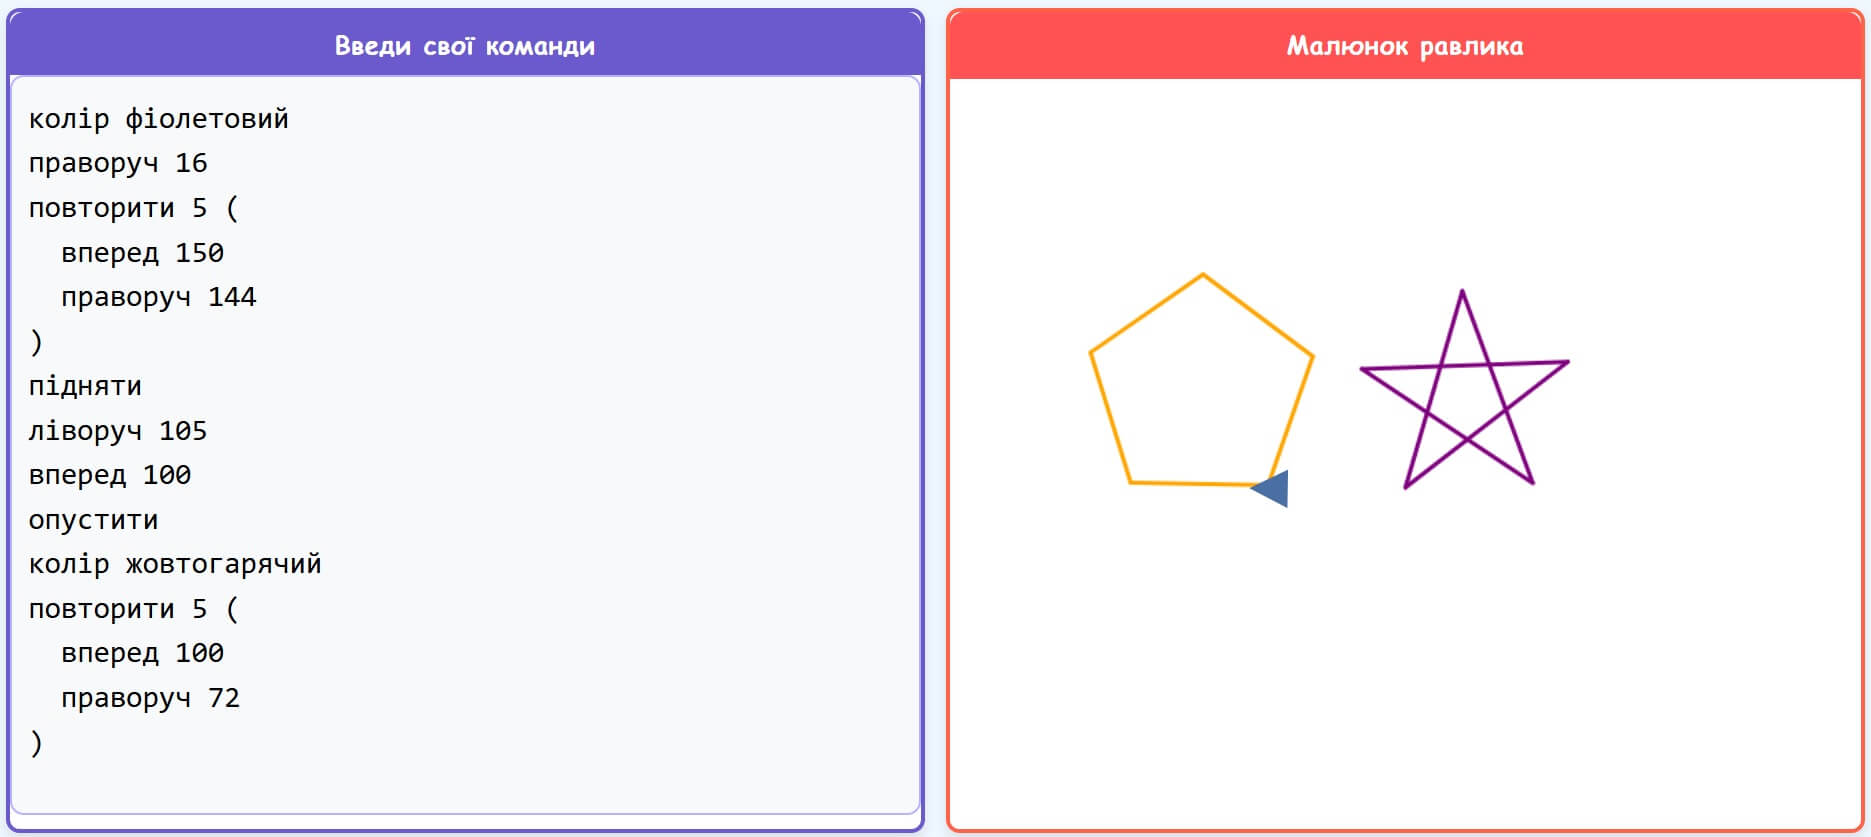 Введи свої команди
колір фіолетовий
праворуч 16
повторити 5 (
  вперед 150
  праворуч 144
)
підняти
ліворуч 105
вперед 100
опустити
колір жовтогарячий
повторити 5 (
  вперед 100
  праворуч 72
)
Малюнок равлика